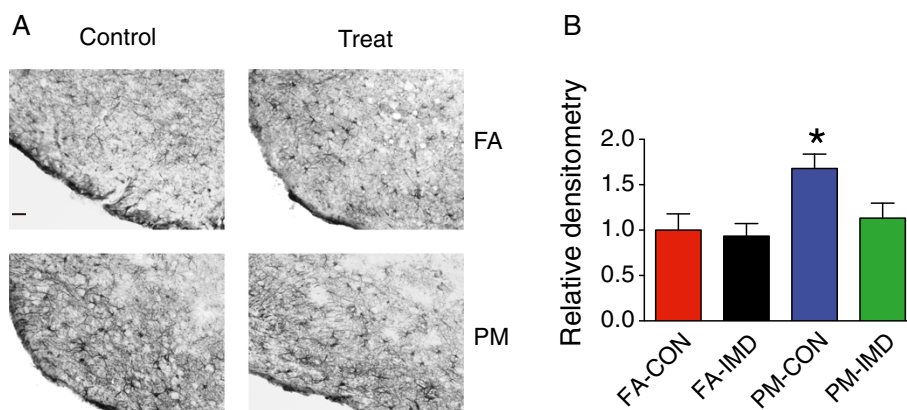 A
Control
Treat
FA
PM
B
Relative densitometry
2.0
1.5
1.0
0.5
0.0
*
FA-CON
FA-IMD
PM-CON
PM-IMD